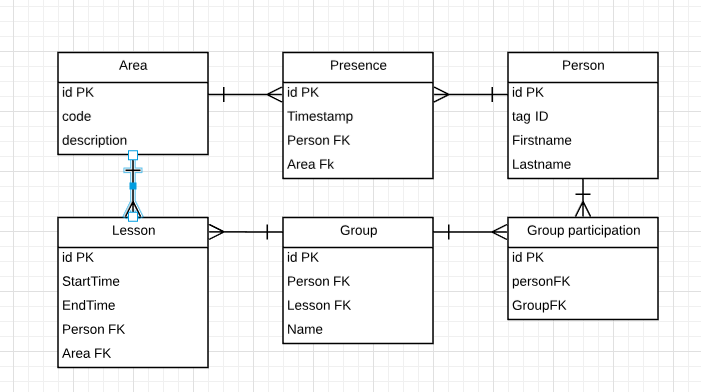 Area
id PK
code
description
Presence
id PK
Timestamp
Person FK
Area Fk
Person
id PK
tag ID
Firstname
Lastname
Lesson
id PK
StartTime
EndTime
Person FK
Area FK
Group
id PK
Person FK
Lesson FK
Name
Group participation
id PK
personFK
GroupFK